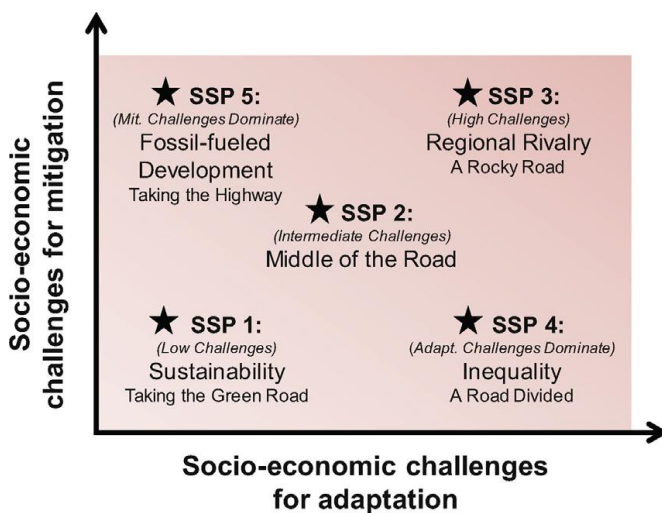 Socio-economic
challenges for mitigation
★ SSP 5:
(Mit. Challenges Dominate)
Fossil-fueled
Development
Taking the Highway
★ SSP 3:
(High Challenges)
Regional Rivalry
A Rocky Road
★ SSP 2:
(Intermediate Challenges)
Middle of the Road
★ SSP 1:
(Low Challenges)
Sustainability
Taking the Green Road
★ SSP 4:
(Adapt. Challenges Dominate)
Inequality
A Road Divided
Socio-economic challenges
for adaptation